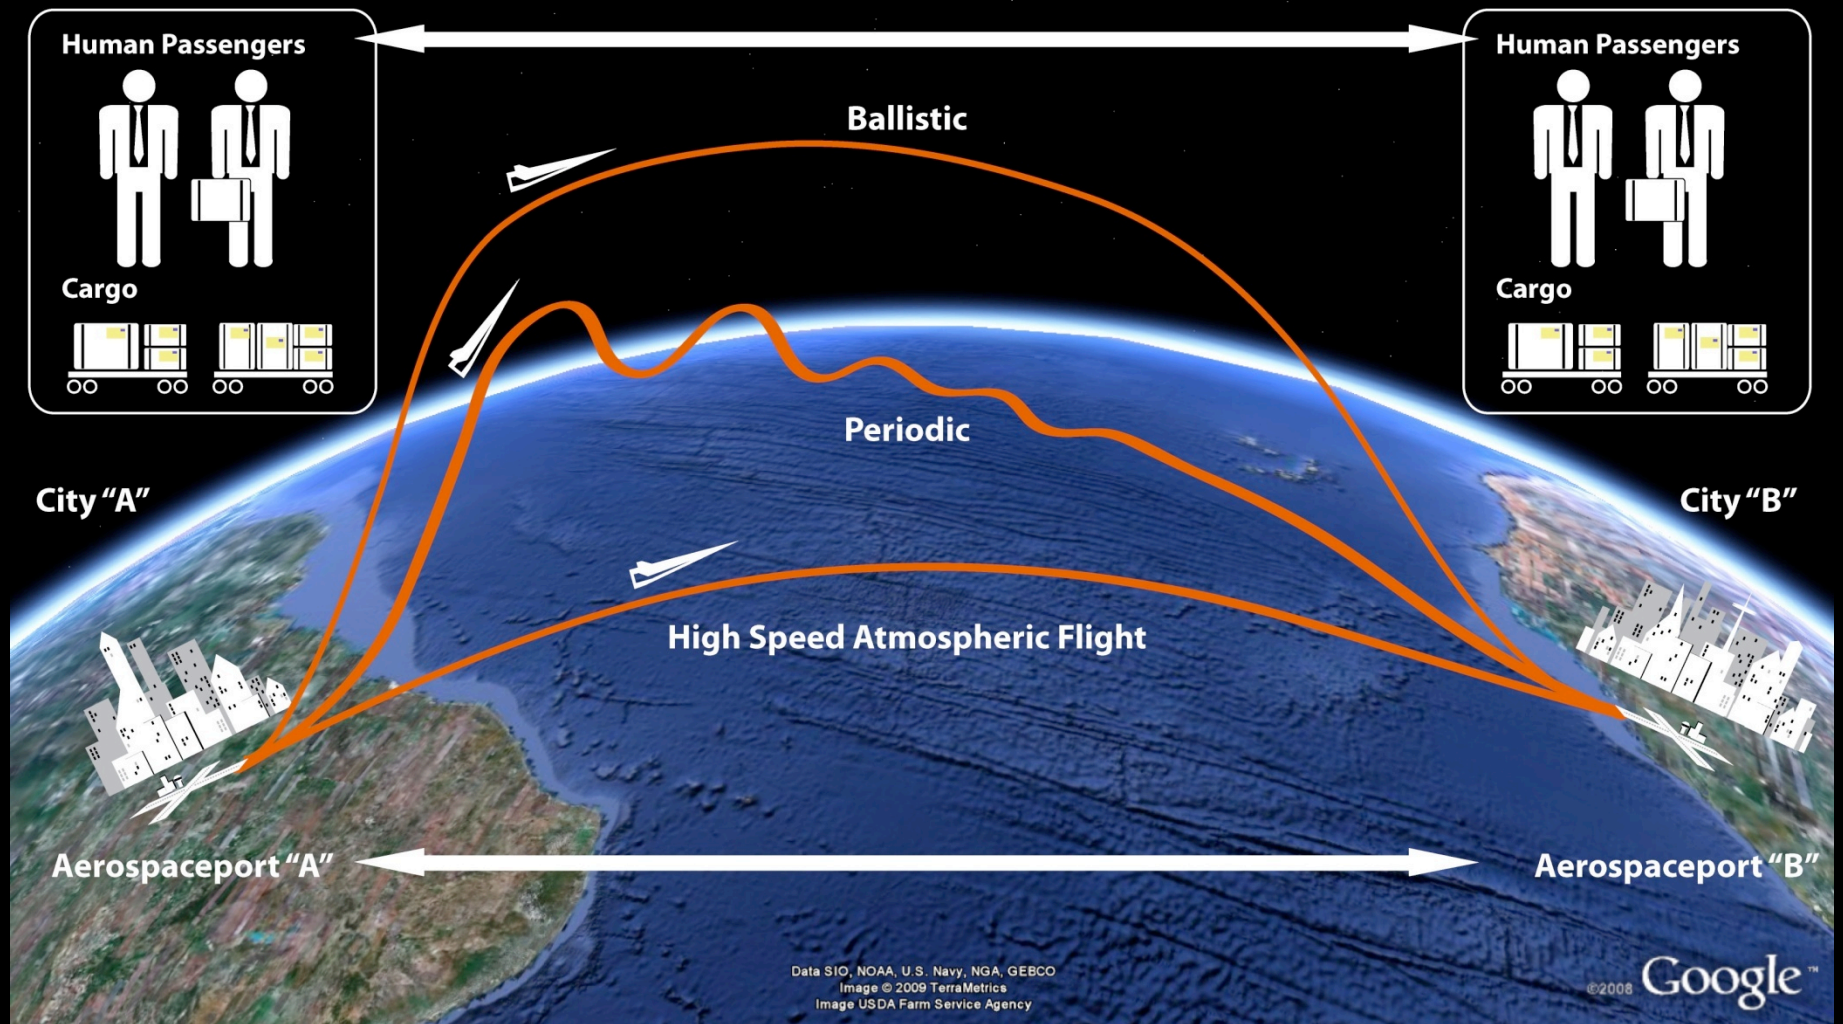 Human Passengers
Human Passengers
Ballistic
Cargo
Cargo
Periodic
City “A”
City “B”
High Speed Atmospheric Flight
Aerospaceport “A”
Aerospaceport “B”
Data SIO, NOAA, U.S. Navy, NGA, GEBCO
Image © 2009 TerraMetrics
Image USDA Farm Service Agency
©2008 Google™